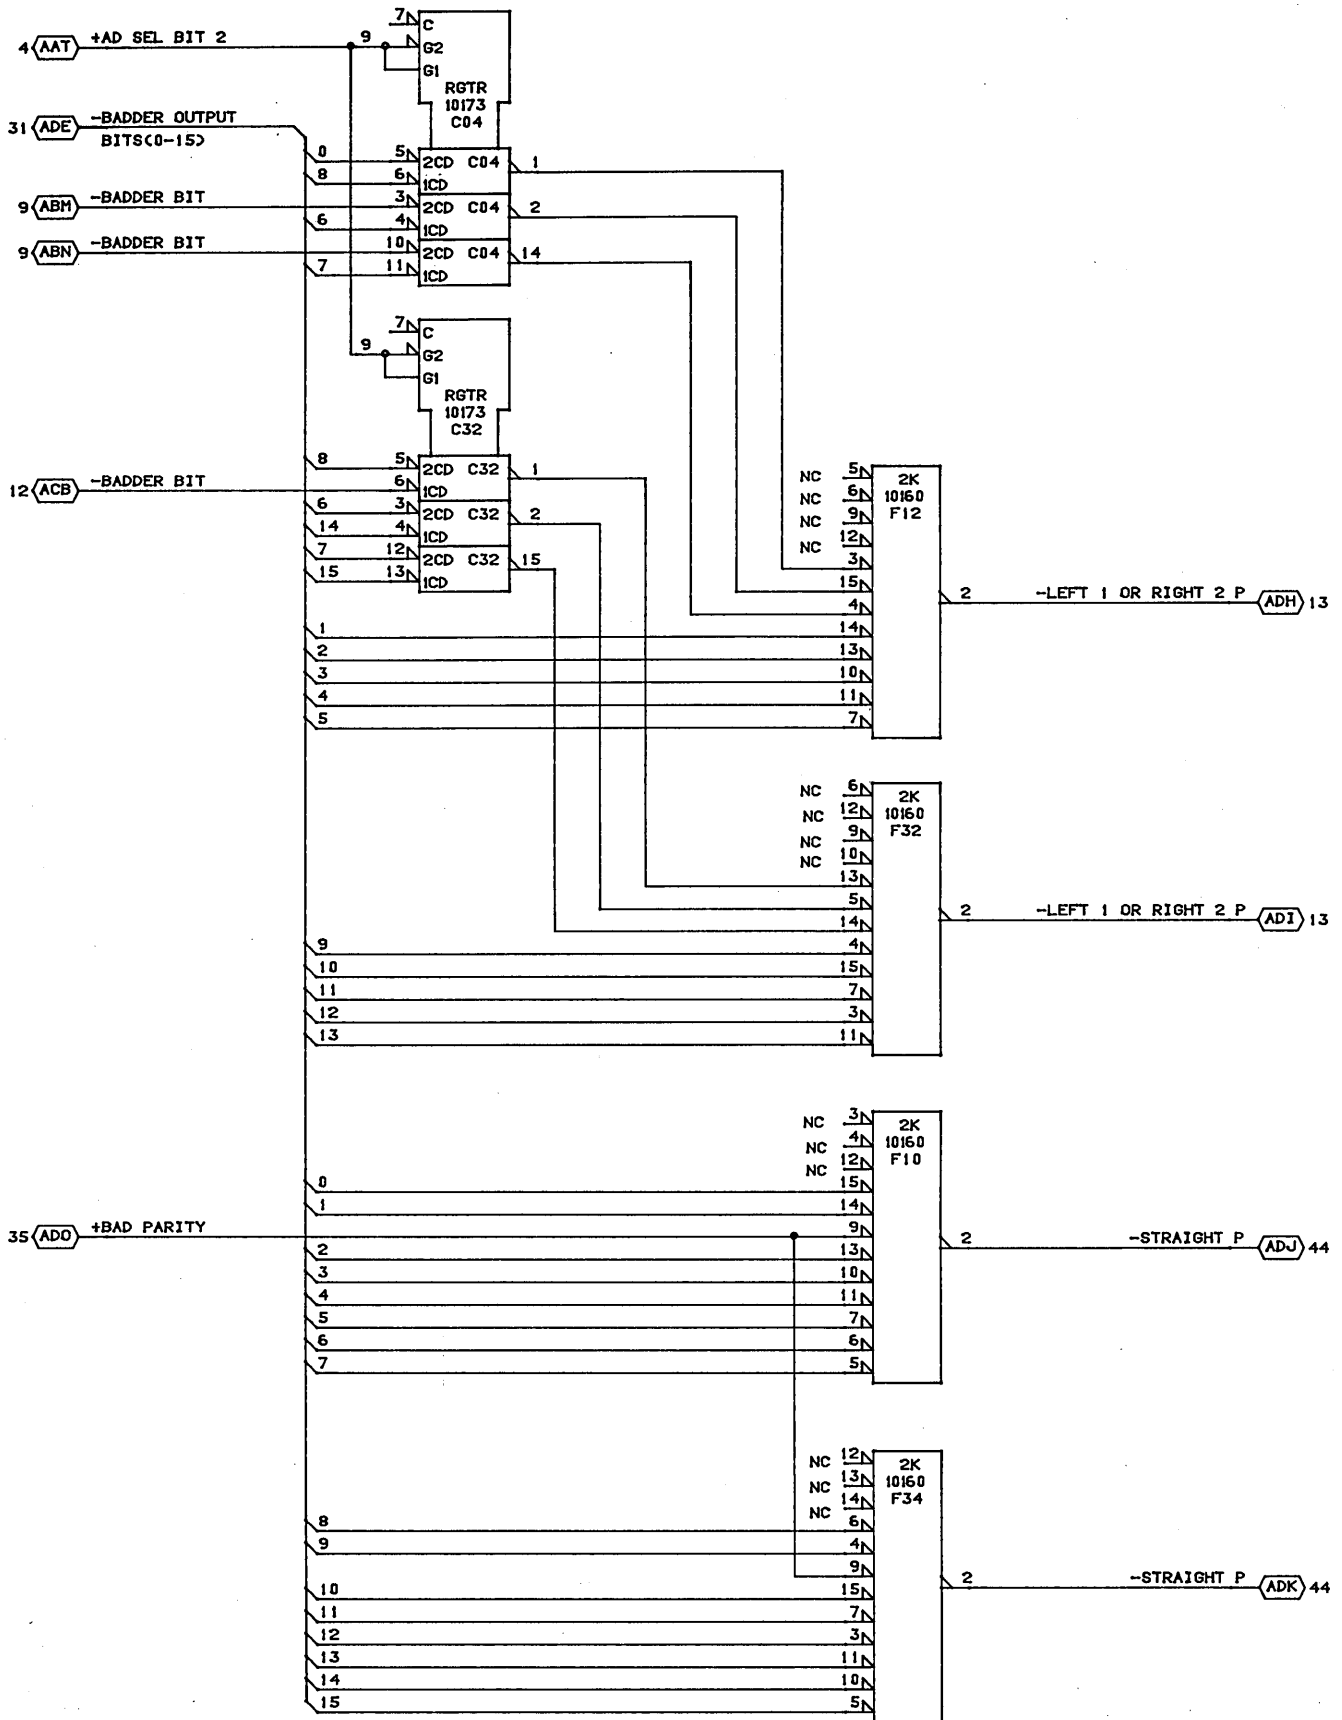 7 C
4 AAT +AD SEL BIT 2 9 G2
G1
RGTR
10173
C04
31 ADE -BADDER OUTPUT
BITS(0-15)
0 5 2CD C04 1
8 6 1CD
9 ABM -BADDER BIT 3 2CD C04 2
6 4 1CD
9 ABN -BADDER BIT 10 2CD C04 14
7 11 1CD
7 C
9 G2
G1
RGTR
10173
C32
8 5 2CD C32 1
12 ACB -BADDER BIT 6 1CD
6 3 2CD C32 2
14 4 1CD
7 12 2CD C32 15
15 13 1CD
NC 5 2K
NC 6 10160
NC 9 F12
NC 12
3
15
2 -LEFT 1 OR RIGHT 2 P ADH 13
4
1 14
2 13
3 10
4 11
5 7
NC 6 2K
NC 12 10160
NC 9 F32
NC 10
13
5
2 -LEFT 1 OR RIGHT 2 P ADI 13
14
9 4
10 15
11 7
12 3
13 11
NC 3 2K
NC 4 10160
NC 12 F10
0 15
1 14
35 ADO +BAD PARITY 9
2 -STRAIGHT P ADJ 44
2 13
3 10
4 11
5 7
6 6
7 5
NC 12 2K
NC 13 10160
NC 14 F34
8 6
9 4
9
2 -STRAIGHT P ADK 44
10 15
11 7
12 3
13 11
14 10
15 5